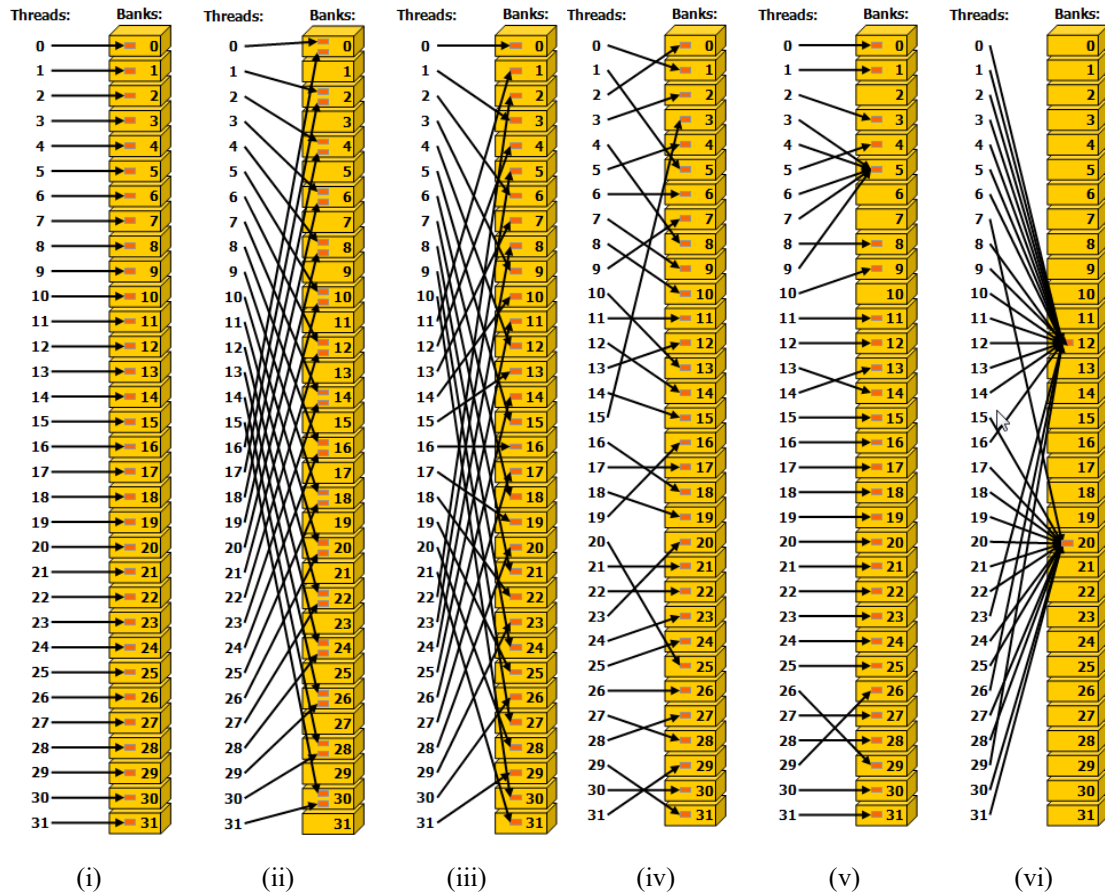 Threads: Banks: Threads: Banks: Threads: Banks: Threads: Banks: Threads: Banks: Threads: Banks:
0 0 0 0 0 0 0 0 0 0 0 0
1 1 1 1 1 1 1 1 1 1 1 1
2 2 2 2 2 2 2 2 2 2 2 2
3 3 3 3 3 3 3 3 3 3 3 3
4 4 4 4 4 4 4 4 4 4 4 4
5 5 5 5 5 5 5 5 5 5 5 5
6 6 6 6 6 6 6 6 6 6 6 6
7 7 7 7 7 7 7 7 7 7 7 7
8 8 8 8 8 8 8 8 8 8 8 8
9 9 9 9 9 9 9 9 9 9 9 9
10 10 10 10 10 10 10 10 10 10 10 10
11 11 11 11 11 11 11 11 11 11 11 11
12 12 12 12 12 12 12 12 12 12 12 12
13 13 13 13 13 13 13 13 13 13 13 13
14 14 14 14 14 14 14 14 14 14 14 14
15 15 15 15 15 15 15 15 15 15 15 15
16 16 16 16 16 16 16 16 16 16 16 16
17 17 17 17 17 17 17 17 17 17 17 17
18 18 18 18 18 18 18 18 18 18 18 18
19 19 19 19 19 19 19 19 19 19 19 19
20 20 20 20 20 20 20 20 20 20 20 20
21 21 21 21 21 21 21 21 21 21 21 21
22 22 22 22 22 22 22 22 22 22 22 22
23 23 23 23 23 23 23 23 23 23 23 23
24 24 24 24 24 24 24 24 24 24 24 24
25 25 25 25 25 25 25 25 25 25 25 25
26 26 26 26 26 26 26 26 26 26 26 26
27 27 27 27 27 27 27 27 27 27 27 27
28 28 28 28 28 28 28 28 28 28 28 28
29 29 29 29 29 29 29 29 29 29 29 29
30 30 30 30 30 30 30 30 30 30 30 30
31 31 31 31 31 31 31 31 31 31 31 31
(i) (ii) (iii) (iv) (v) (vi)